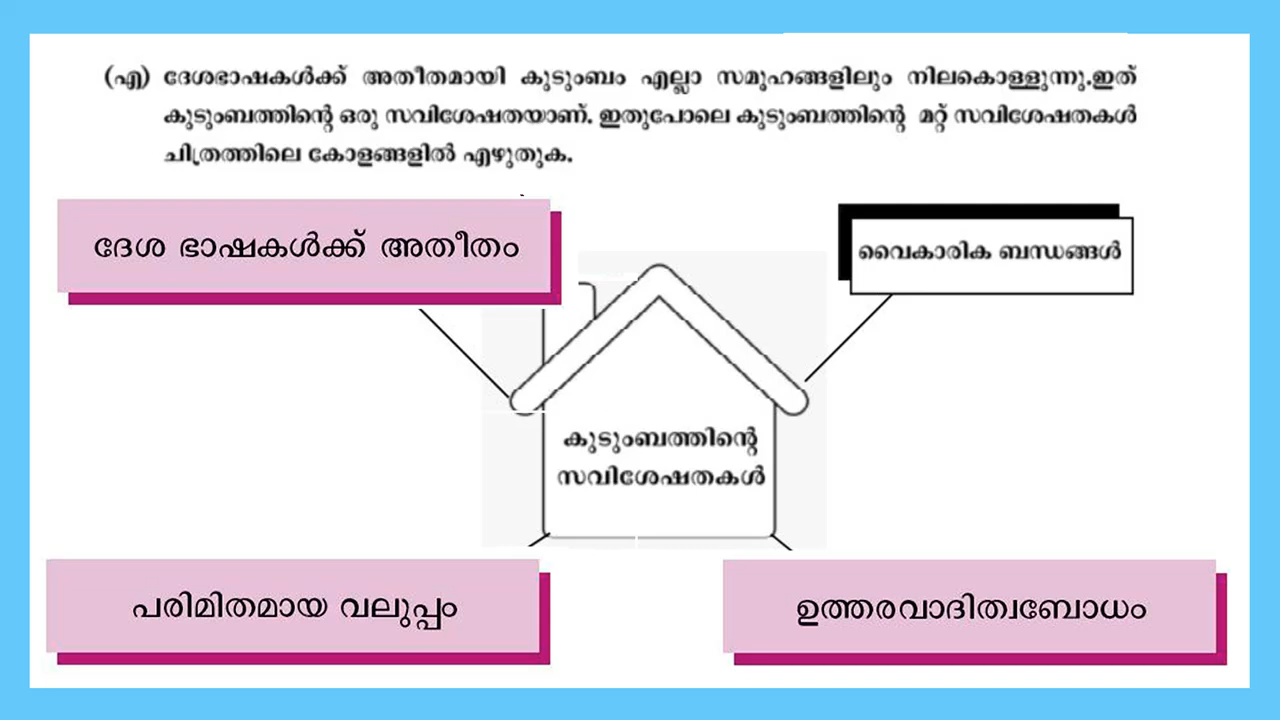 (എ) ദേശഭാഷകൾക്ക് അതീതമായി കുടുംബം എല്ലാ സമൂഹങ്ങളിലും നിലകൊള്ളുന്നു.ഇത്
കുടുംബത്തിന്റെ ഒരു സവിശേഷതയാണ്. ഇതുപോലെ കുടുംബത്തിന്റെ മറ്റ് സവിശേഷതകൾ
ചിത്രത്തിലെ കോളങ്ങളിൽ എഴുതുക.
ദേശ ഭാഷകൾക്ക് അതീതം
വൈകാരിക ബന്ധങ്ങൾ
കുടുംബത്തിന്റെ
സവിശേഷതകൾ
പരിമിതമായ വലുപ്പം
ഉത്തരവാദിത്വബോധം